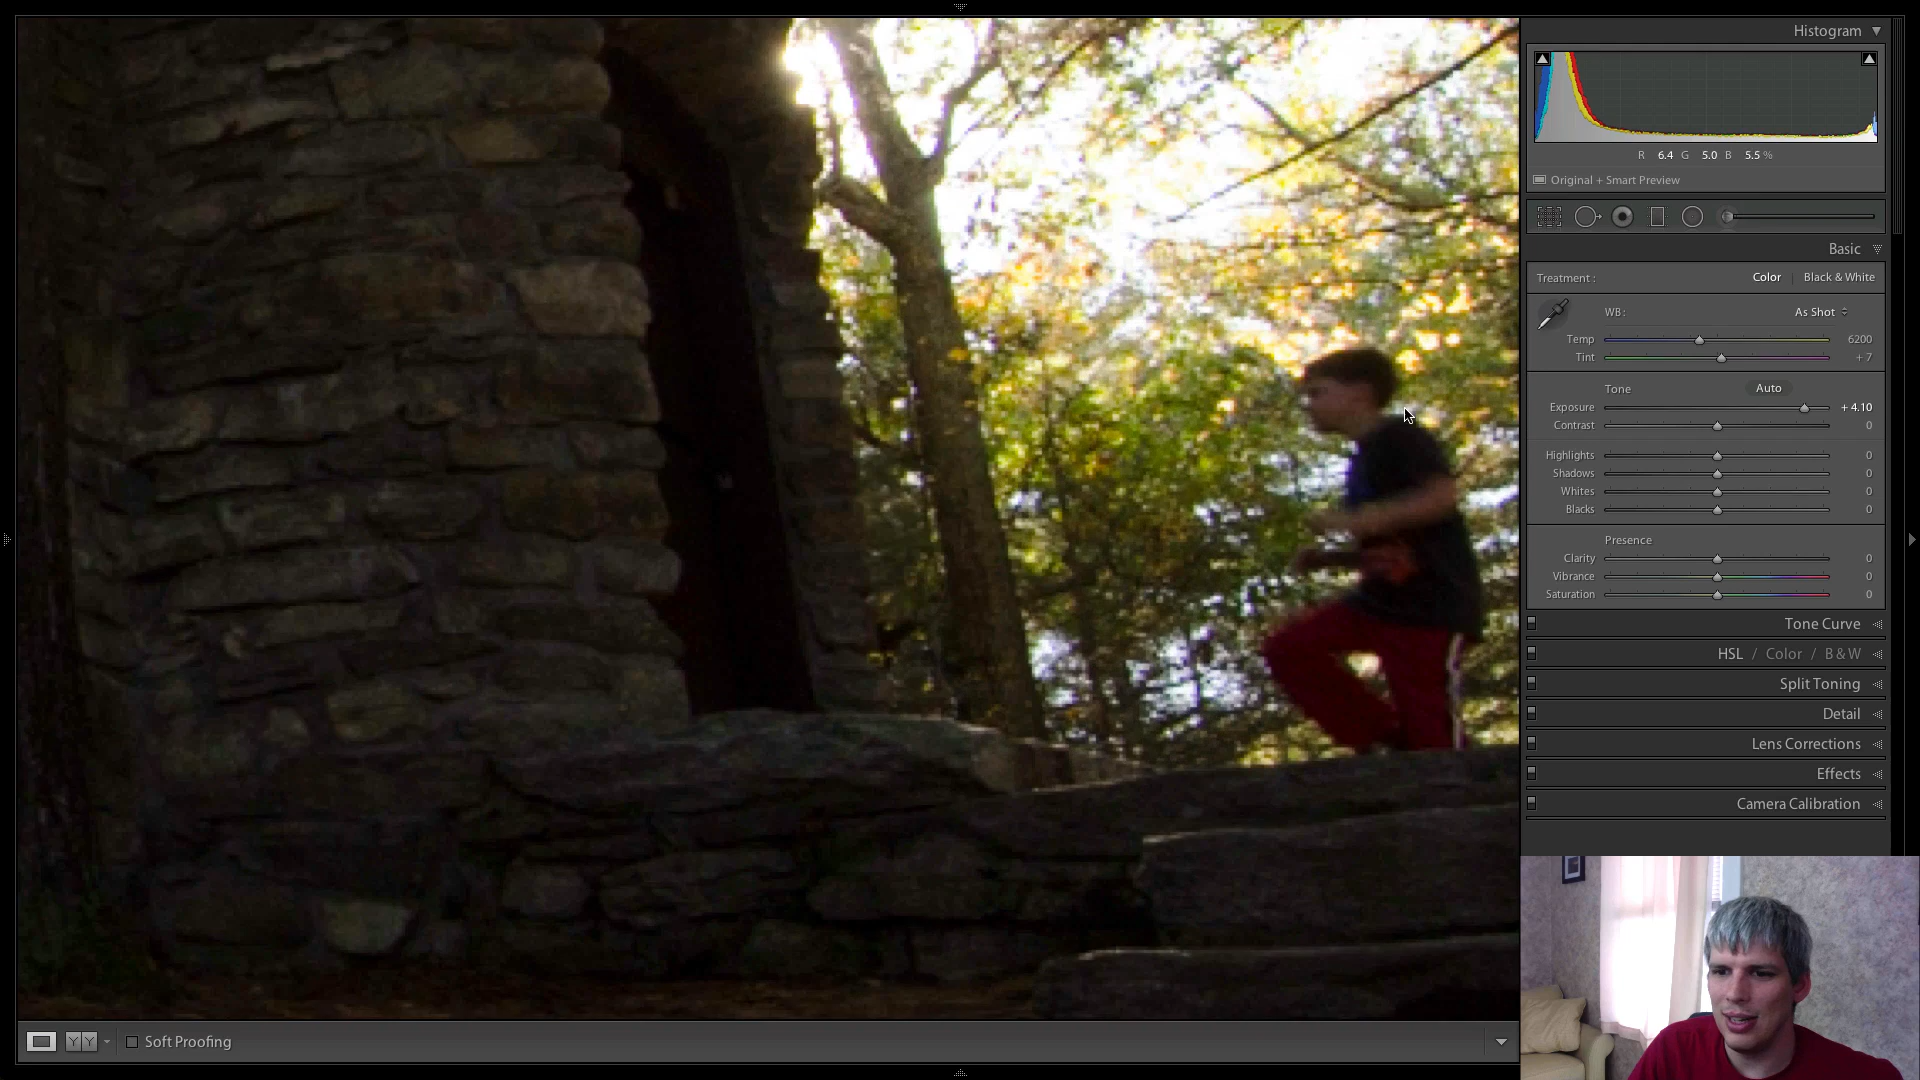 Histogram
R 6.4 G 5.0 B 5.5 %
Original + Smart Preview
Basic
Treatment : Color Black & White
WB : As Shot
Temp 6200
Tint + 7
Tone Auto
Exposure + 4.10
Contrast 0
Highlights 0
Shadows 0
Whites 0
Blacks 0
Presence
Clarity 0
Vibrance 0
Saturation 0
Tone Curve
HSL / Color / B & W
Split Toning
Detail
Lens Corrections
Effects
Camera Calibration
Y Y
Soft Proofing